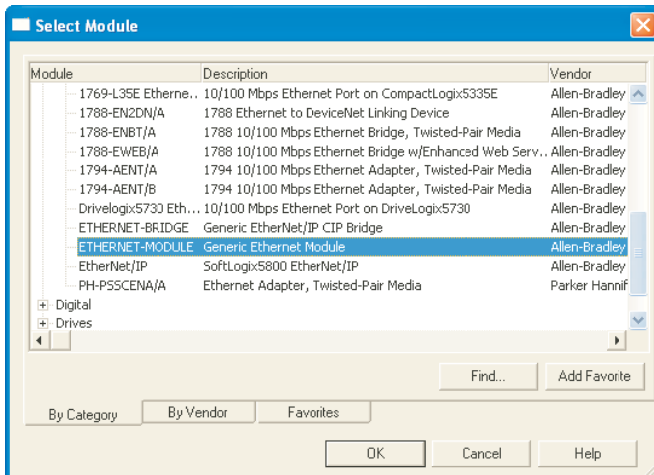 Select Module
Module Description Vendor
1769-L35E Etherne... 10/100 Mbps Ethernet Port on CompactLogix5335E Allen-Bradley
1788-EN2DN/A 1788 Ethernet to DeviceNet Linking Device Allen-Bradley
1788-ENBT/A 1788 10/100 Mbps Ethernet Bridge, Twisted-Pair Media Allen-Bradley
1788-EWEB/A 1788 10/100 Mbps Ethernet Bridge w/Enhanced Web Serv... Allen-Bradley
1794-AENT/A 1794 10/100 Mbps Ethernet Adapter, Twisted-Pair Media Allen-Bradley
1794-AENT/B 1794 10/100 Mbps Ethernet Adapter, Twisted-Pair Media Allen-Bradley
Drivelogix5730 Eth... 10/100 Mbps Ethernet Port on DriveLogix5730 Allen-Bradley
ETHERNET-BRIDGE Generic EtherNet/IP CIP Bridge Allen-Bradley
ETHERNET-MODULE Generic Ethernet Module Allen-Bradley
EtherNet/IP SoftLogix5800 EtherNet/IP Allen-Bradley
PH-PSSCENA/A Ethernet Adapter, Twisted-Pair Media Parker Hannif
Digital
Drives
Find... Add Favorite
By Category By Vendor Favorites
OK Cancel Help